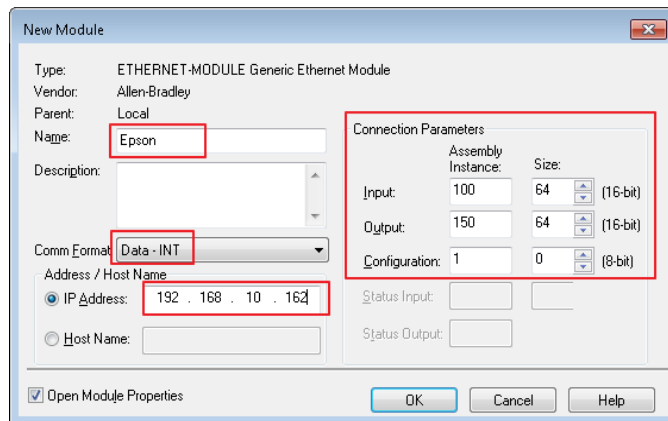 New Module
Type: ETHERNET-MODULE Generic Ethernet Module
Vendor: Allen-Bradley
Parent: Local
Name: Epson
Description:
Comm Format: Data - INT
Address / Host Name
IP Address: 192 . 168 . 10 . 162
Host Name:
Connection Parameters
Assembly
Instance: Size:
Input: 100 64 (16-bit)
Output: 150 64 (16-bit)
Configuration: 1 0 (8-bit)
Status Input:
Status Output:
Open Module Properties OK Cancel Help